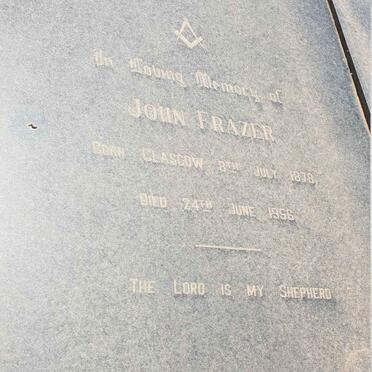 In Loving Memory of
JOHN FRAZER
BORN GLASGOW 8TH JULY 1878
DIED 24TH JUNE 1956
THE LORD IS MY SHEPHERD